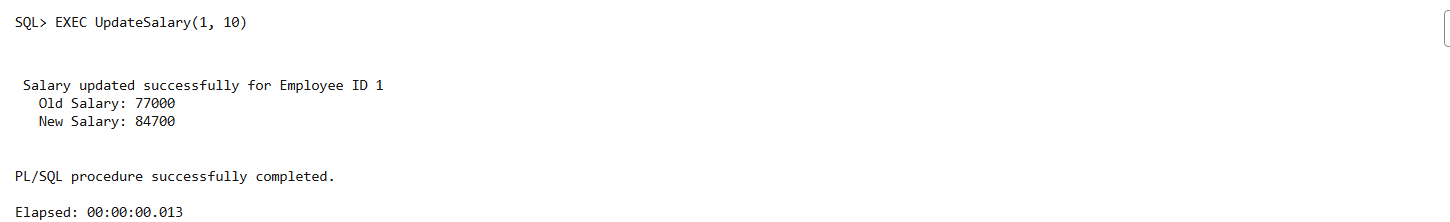 SQL> EXEC UpdateSalary(1, 10)
Salary updated successfully for Employee ID 1
Old Salary: 77000
New Salary: 84700
PL/SQL procedure successfully completed.
Elapsed: 00:00:00.013